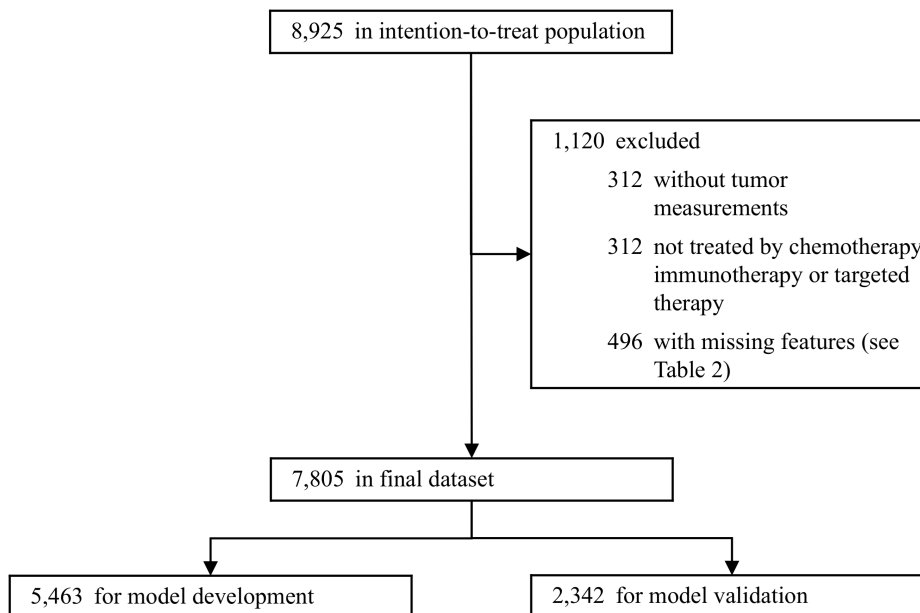 8,925 in intention-to-treat population
1,120 excluded
312 without tumor
measurements
312 not treated by chemotherapy
immunotherapy or targeted
therapy
496 with missing features (see
Table 2)
7,805 in final dataset
5,463 for model development
2,342 for model validation